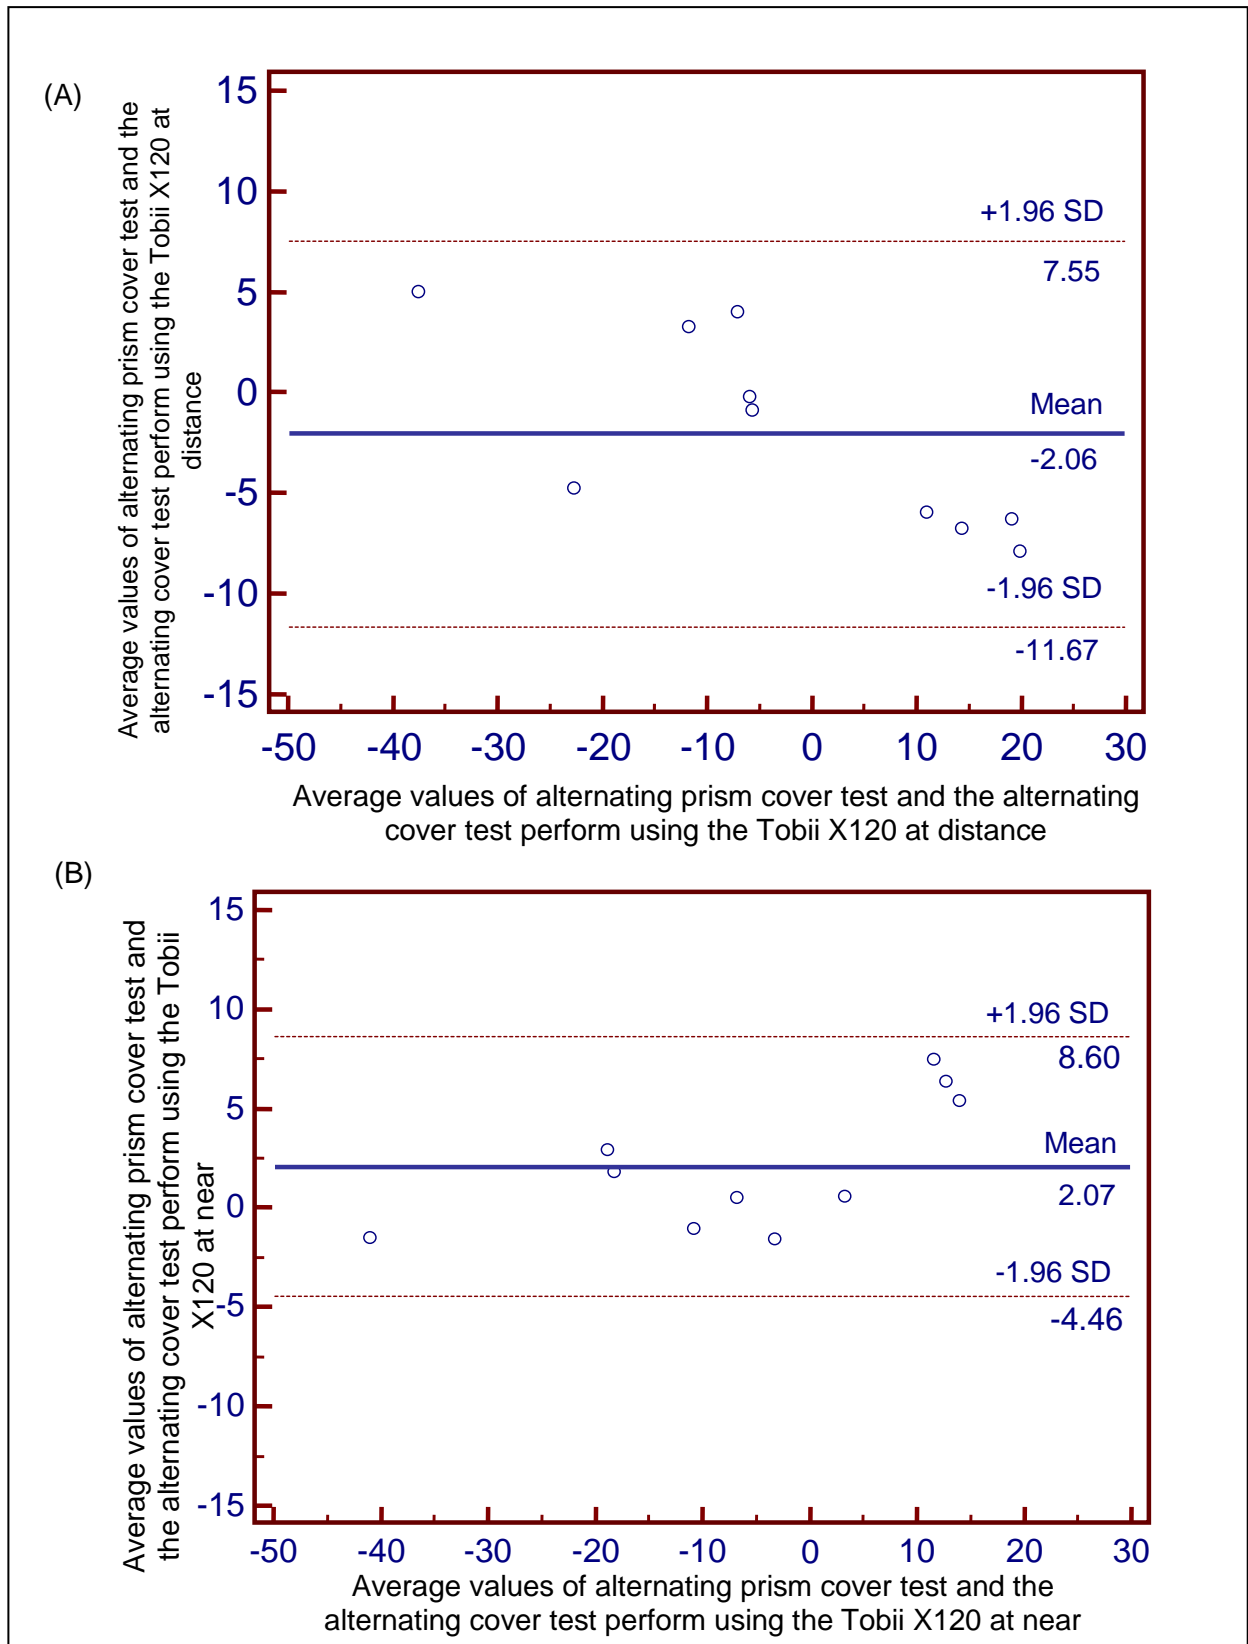 (A)
Average values of alternating prism cover test and the
alternating cover test perform using the Tobii X120 at
distance
15
10
5
0
-5
-10
-15
+1.96 SD
7.55
Mean
-2.06
-1.96 SD
-11.67
-50 -40 -30 -20 -10 0 10 20 30
Average values of alternating prism cover test and the alternating
cover test perform using the Tobii X120 at distance
(B)
Average values of alternating prism cover test and
the alternating cover test perform using the Tobii
X120 at near
15
10
5
0
-5
-10
-15
+1.96 SD
8.60
Mean
2.07
-1.96 SD
-4.46
-50 -40 -30 -20 -10 0 10 20 30
Average values of alternating prism cover test and the
alternating cover test perform using the Tobii X120 at near